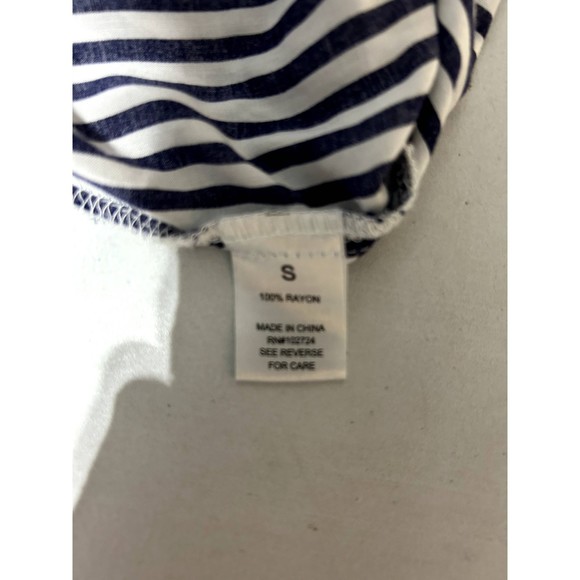 S
100% RAYON
MADE IN CHINA
RN#102724
SEE REVERSE
FOR CARE